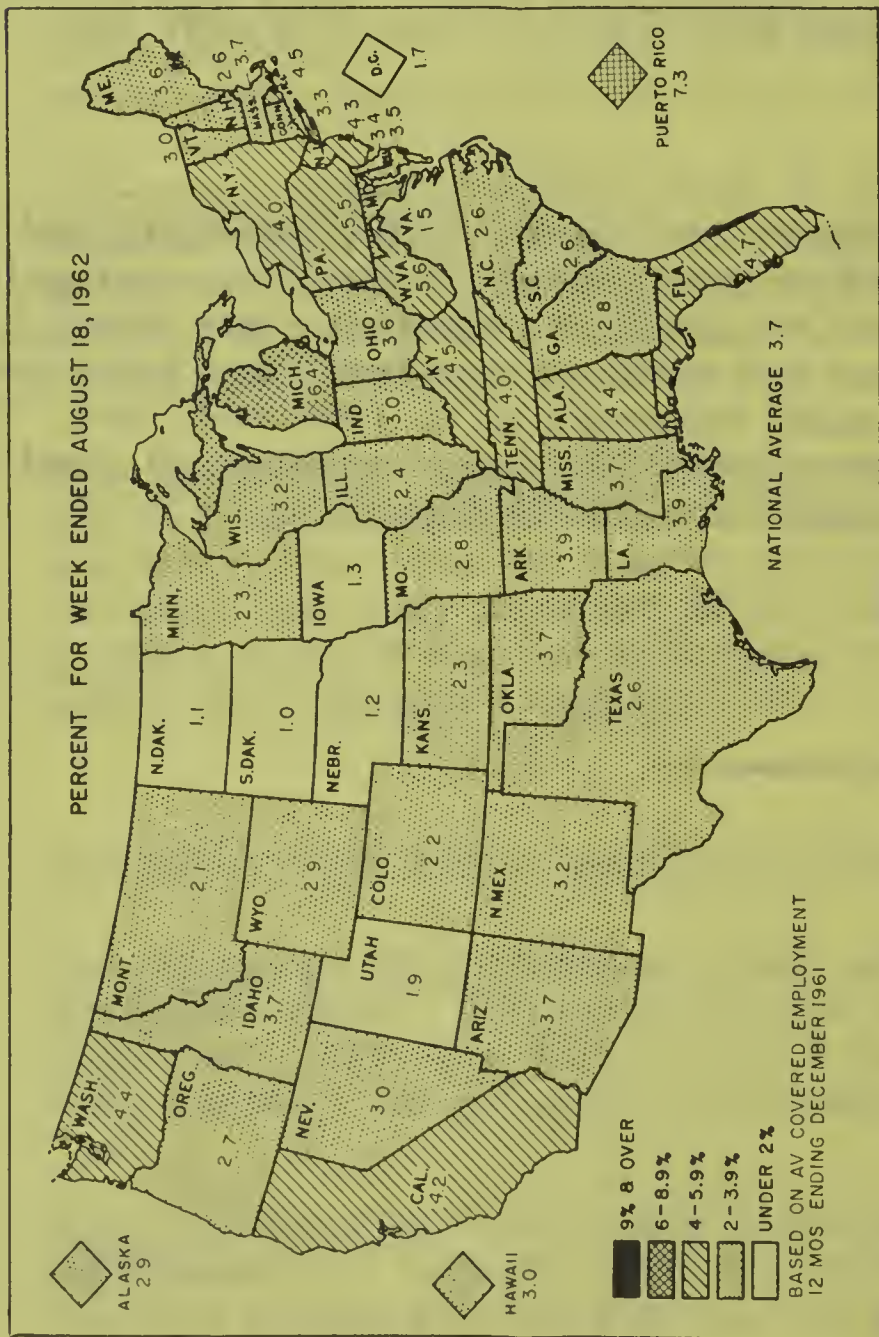 PERCENT FOR WEEK ENDED AUGUST 18, 1962
ALASKA
2.9
HAWAII
3.0
WASH.
4.4
OREG.
2.7
CAL.
4.2
NEV.
3.0
IDAHO
3.7
MONT
2.1
WYO
2.9
UTAH
1.9
ARIZ
3.7
COLO.
2.2
N.MEX.
3.2
N.DAK.
1.1
S.DAK.
1.0
NEBR.
1.2
KANS.
2.3
OKLA
3.7
TEXAS
2.6
MINN.
2.3
IOWA
1.3
MO.
2.8
ARK.
3.9
LA.
3.9
WIS.
3.2
ILL.
2.4
MISS.
3.7
MICH.
6.4
IND
3.0
OHIO
3.6
KY.
4.5
TENN.
4.0
ALA.
4.4
GA
2.8
FLA.
4.7
S.C.
2.6
N.C.
2.6
VA.
1.5
W.VA.
5.6
PA.
5.5
N.Y.
4.0
VT.
3.0
N.H.
2.6
ME.
3.6
MASS.
3.7
CONN.
4.5
3.3
N.J.
4.3
3.4
MD.
3.5
D.C.
1.7
PUERTO RICO
7.3
NATIONAL AVERAGE 3.7
9% & OVER
6-8.9%
4-5.9%
2-3.9%
UNDER 2%
BASED ON AV COVERED EMPLOYMENT
12 MOS ENDING DECEMBER 1961